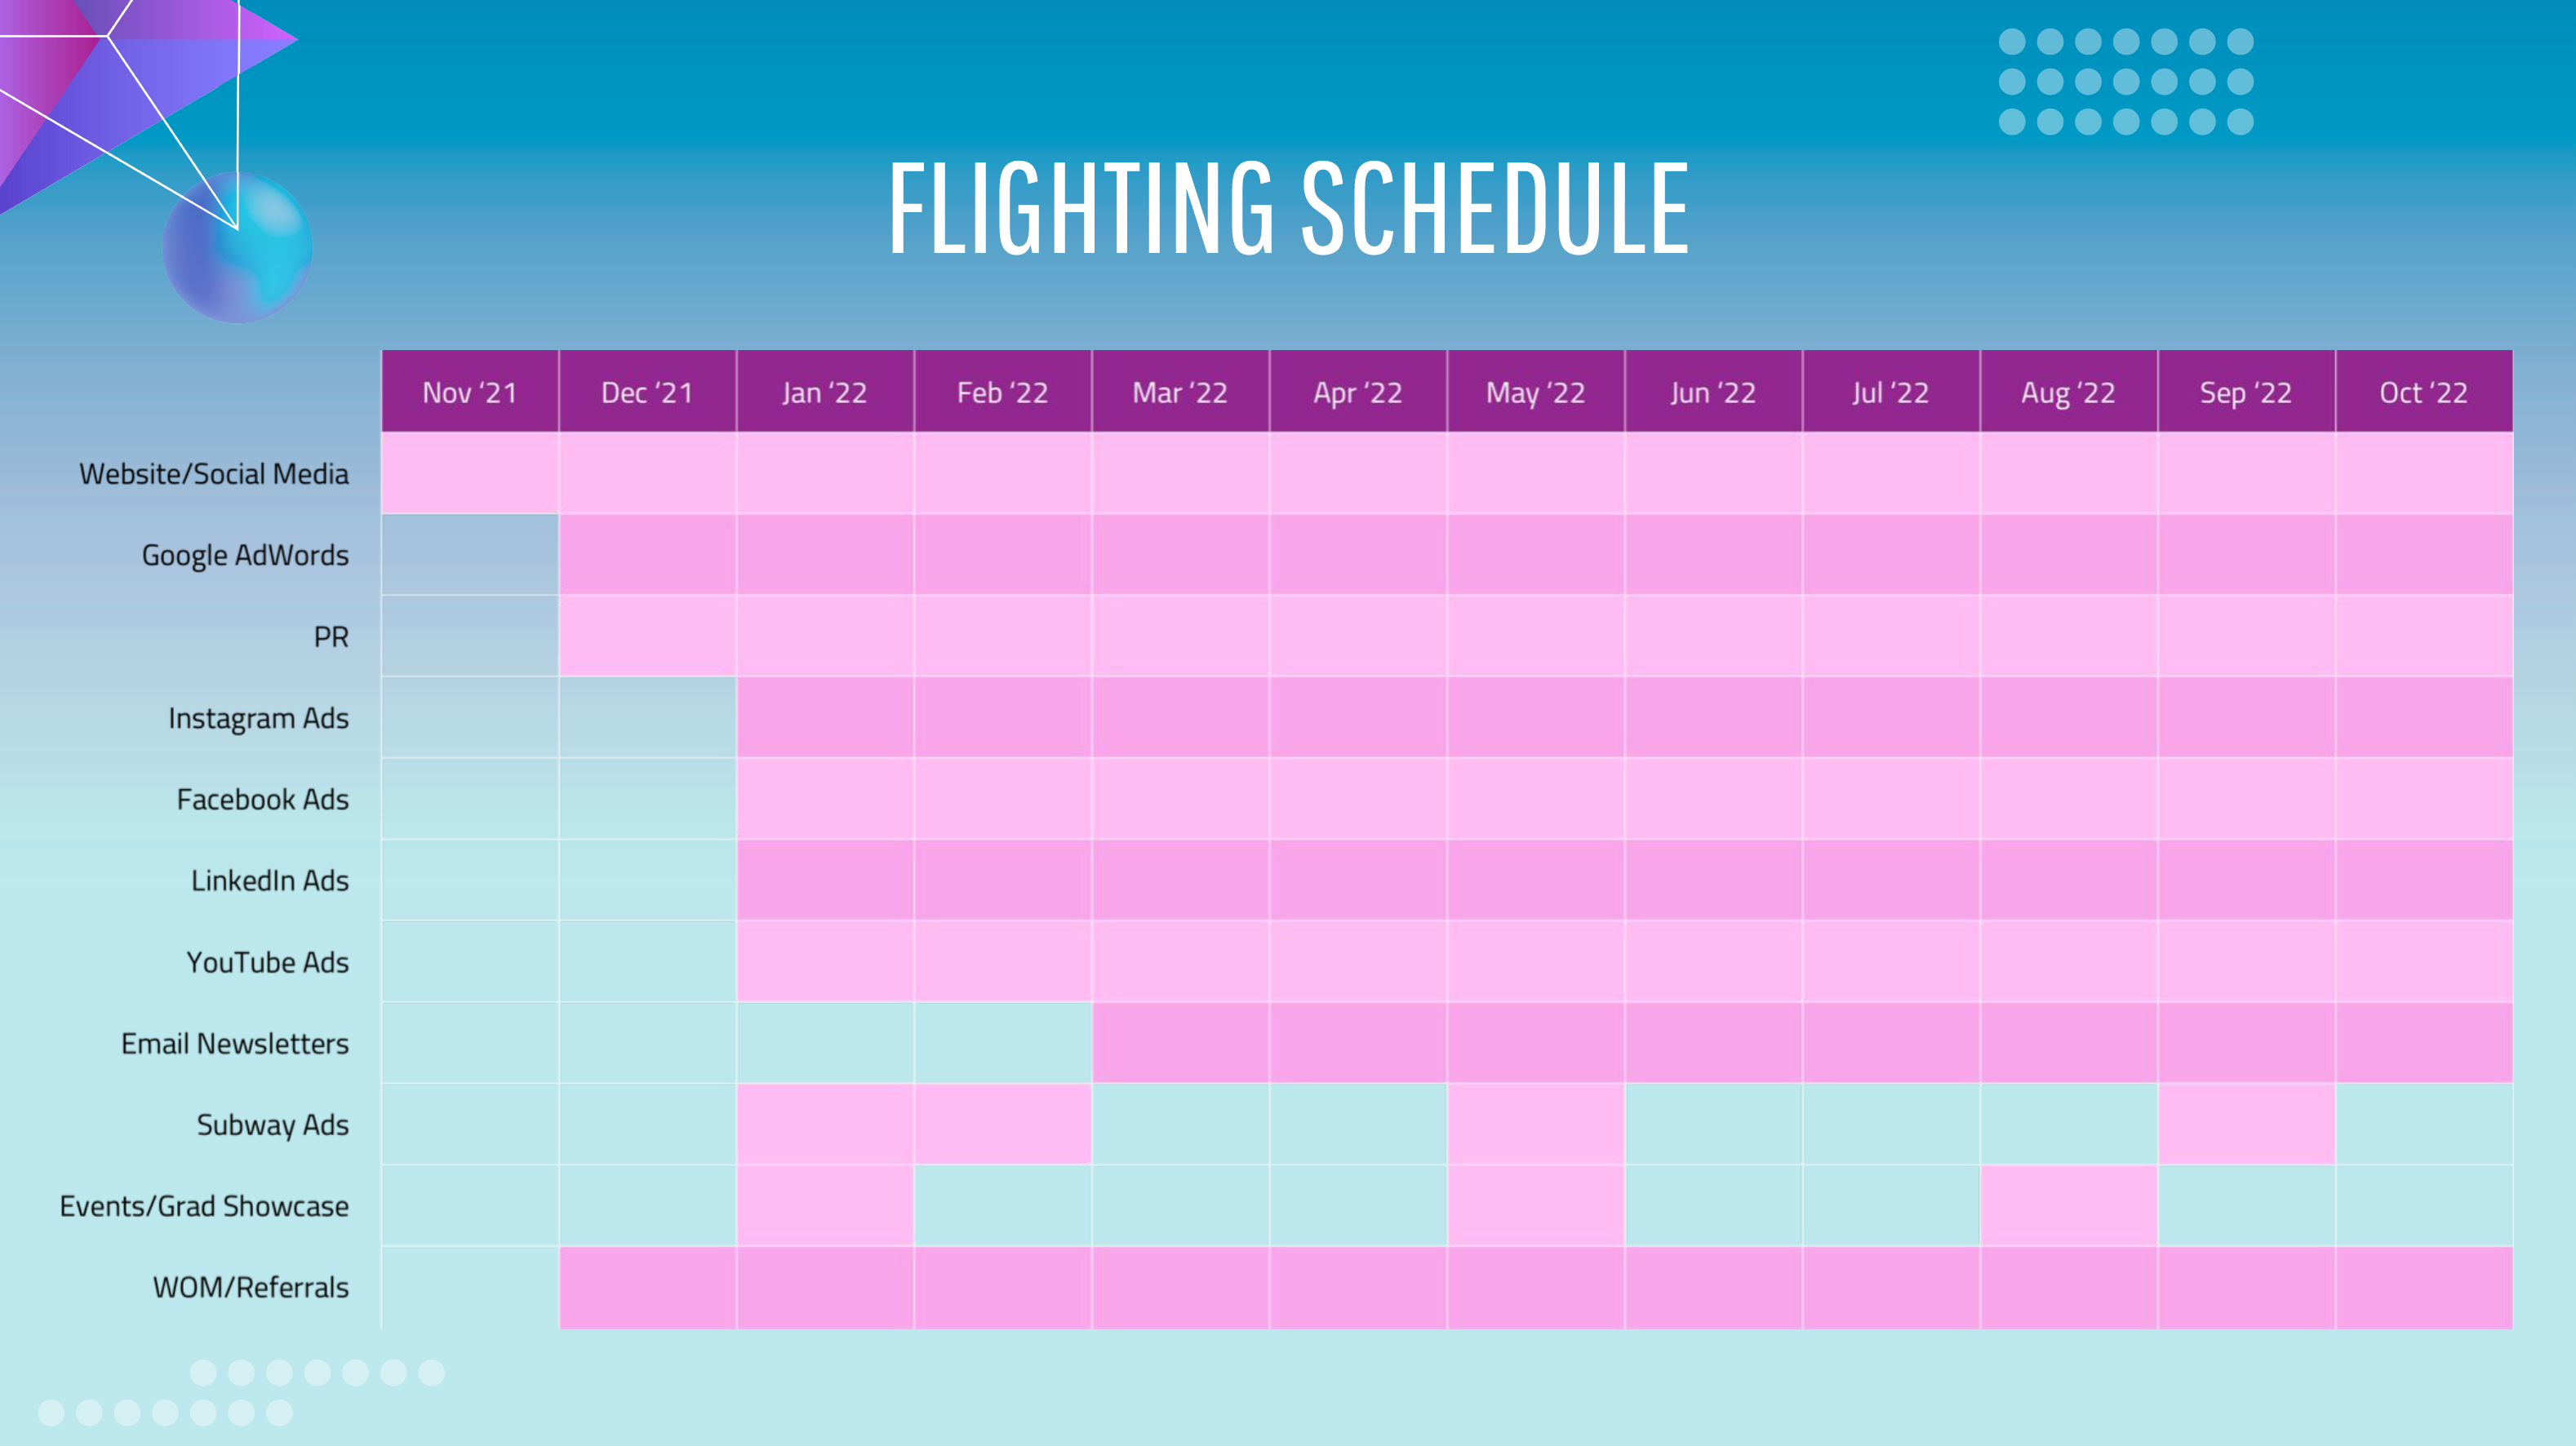 FLIGHTING SCHEDULE
Nov ‘21 Dec ‘21 Jan ‘22 Feb ‘22 Mar ‘22 Apr ‘22 May ‘22 Jun ‘22 Jul ‘22 Aug ‘22 Sep ‘22 Oct ‘22
Website/Social Media
Google AdWords
PR
Instagram Ads
Facebook Ads
LinkedIn Ads
YouTube Ads
Email Newsletters
Subway Ads
Events/Grad Showcase
WOM/Referrals